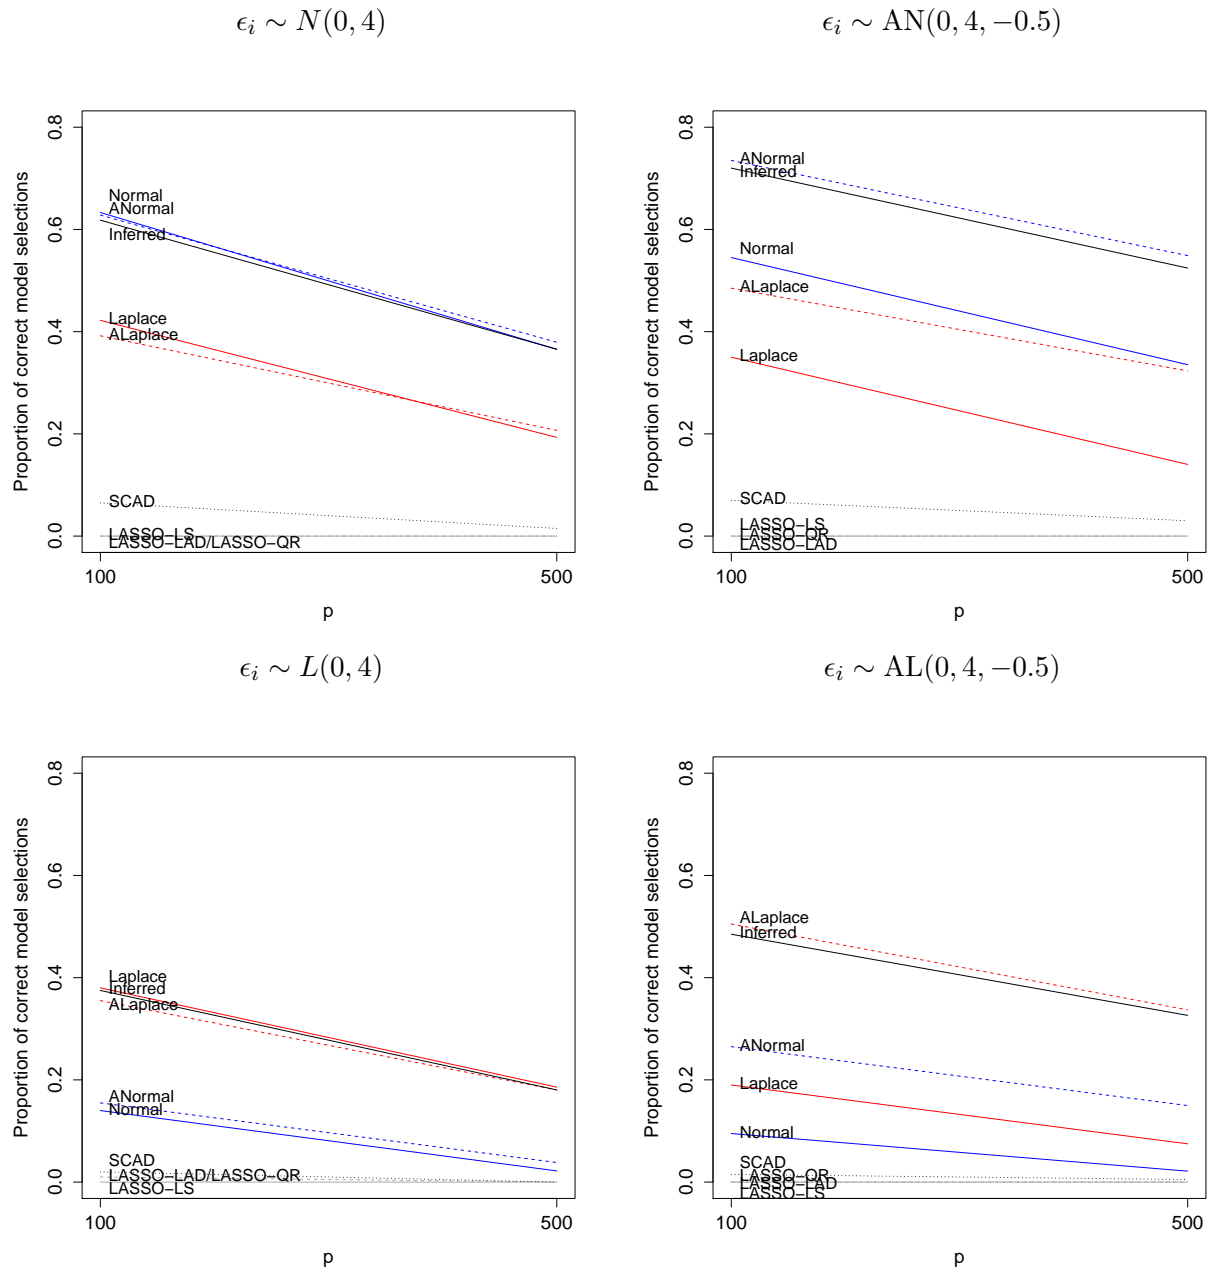 ϵ_i ∼ N(0, 4)
ϵ_i ∼ AN(0, 4, −0.5)
Proportion of correct model selections
0.8
0.6
0.4
0.2
0.0
Normal
ANormal
Inferred
Laplace
ALaplace
SCAD
LASSO−LS
LASSO−LAD/LASSO−QR
100
500
p
Proportion of correct model selections
0.8
0.6
0.4
0.2
0.0
ANormal
Inferred
Normal
ALaplace
Laplace
SCAD
LASSO−LS
LASSO−QR
LASSO−LAD
100
500
p
ϵ_i ∼ L(0, 4)
ϵ_i ∼ AL(0, 4, −0.5)
Proportion of correct model selections
0.8
0.6
0.4
0.2
0.0
Laplace
Inferred
ALaplace
ANormal
Normal
SCAD
LASSO−LAD/LASSO−QR
LASSO−LS
100
500
p
Proportion of correct model selections
0.8
0.6
0.4
0.2
0.0
ALaplace
Inferred
ANormal
Laplace
Normal
SCAD
LASSO−QR
LASSO−LAD
LASSO−LS
100
500
p